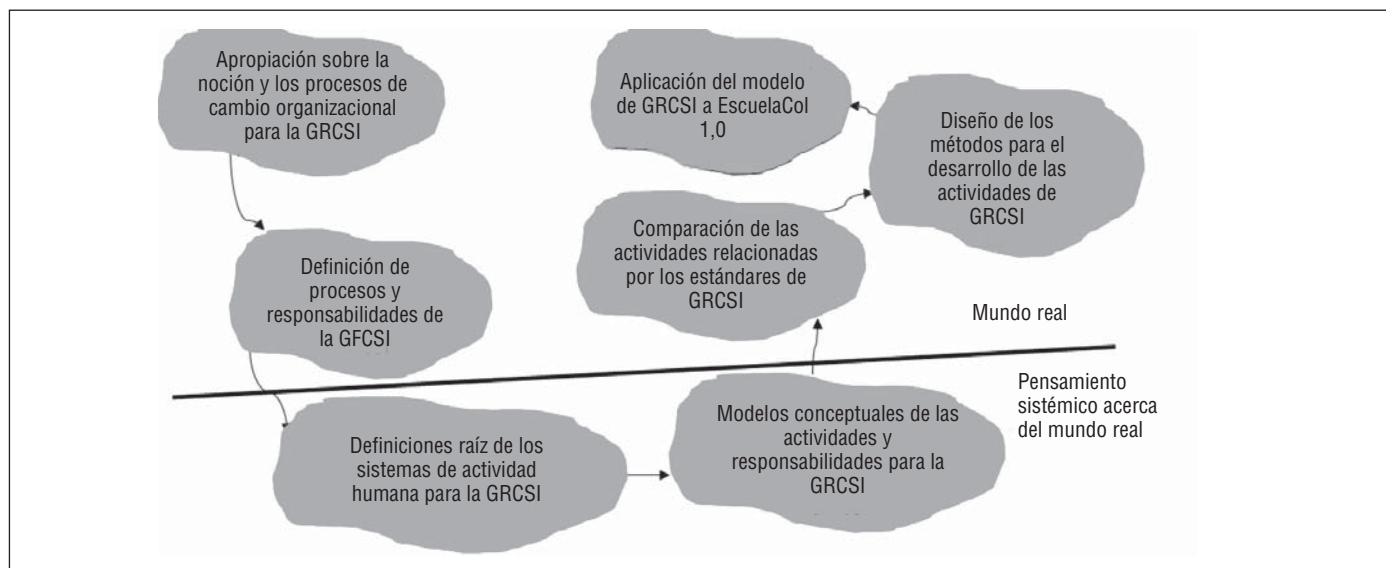 Apropiación sobre la
noción y los procesos de
cambio organizacional
para la GRCSI
Definición de
procesos y
responsabilidades de
la GFCSI
Definiciones raíz de los
sistemas de actividad
humana para la GRCSI
Modelos conceptuales de las
actividades y
responsabilidades para la
GRCSI
Comparación de las
actividades relacionadas
por los estándares de
GRCSI
Diseño de los
métodos para el
desarrollo de las
actividades de
GRCSI
Aplicación del modelo
de GRCSI a EscuelaCol
1,0
Mundo real
Pensamiento
sistémico acerca
del mundo real